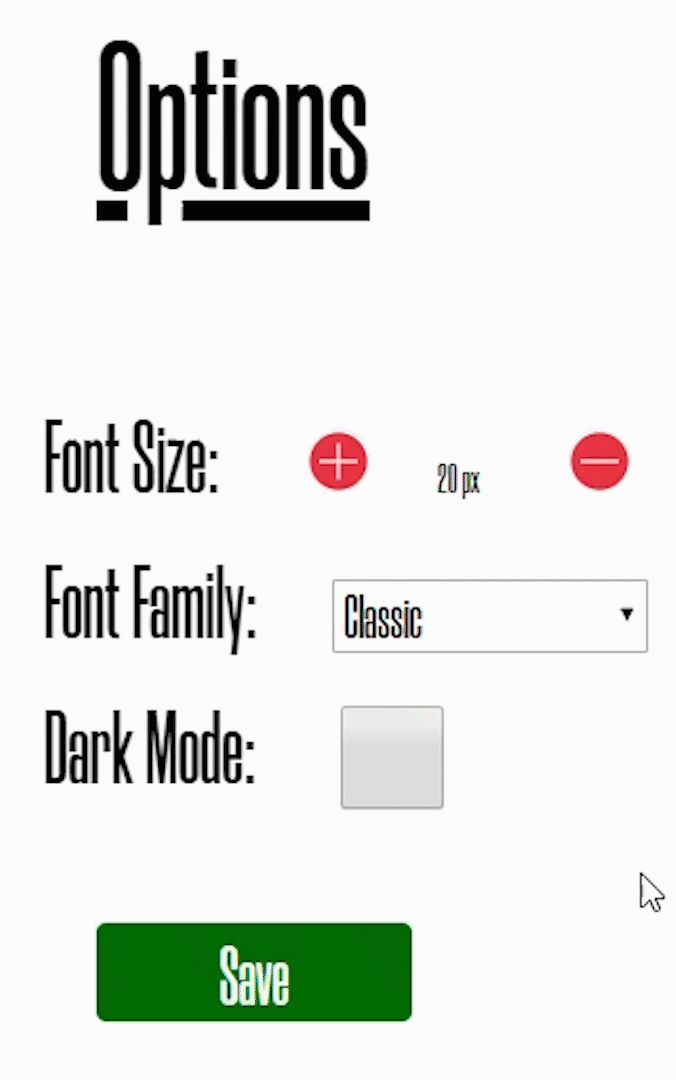 Options
Font Size: 20 px
Font Family: Classic
Dark Mode:
Save